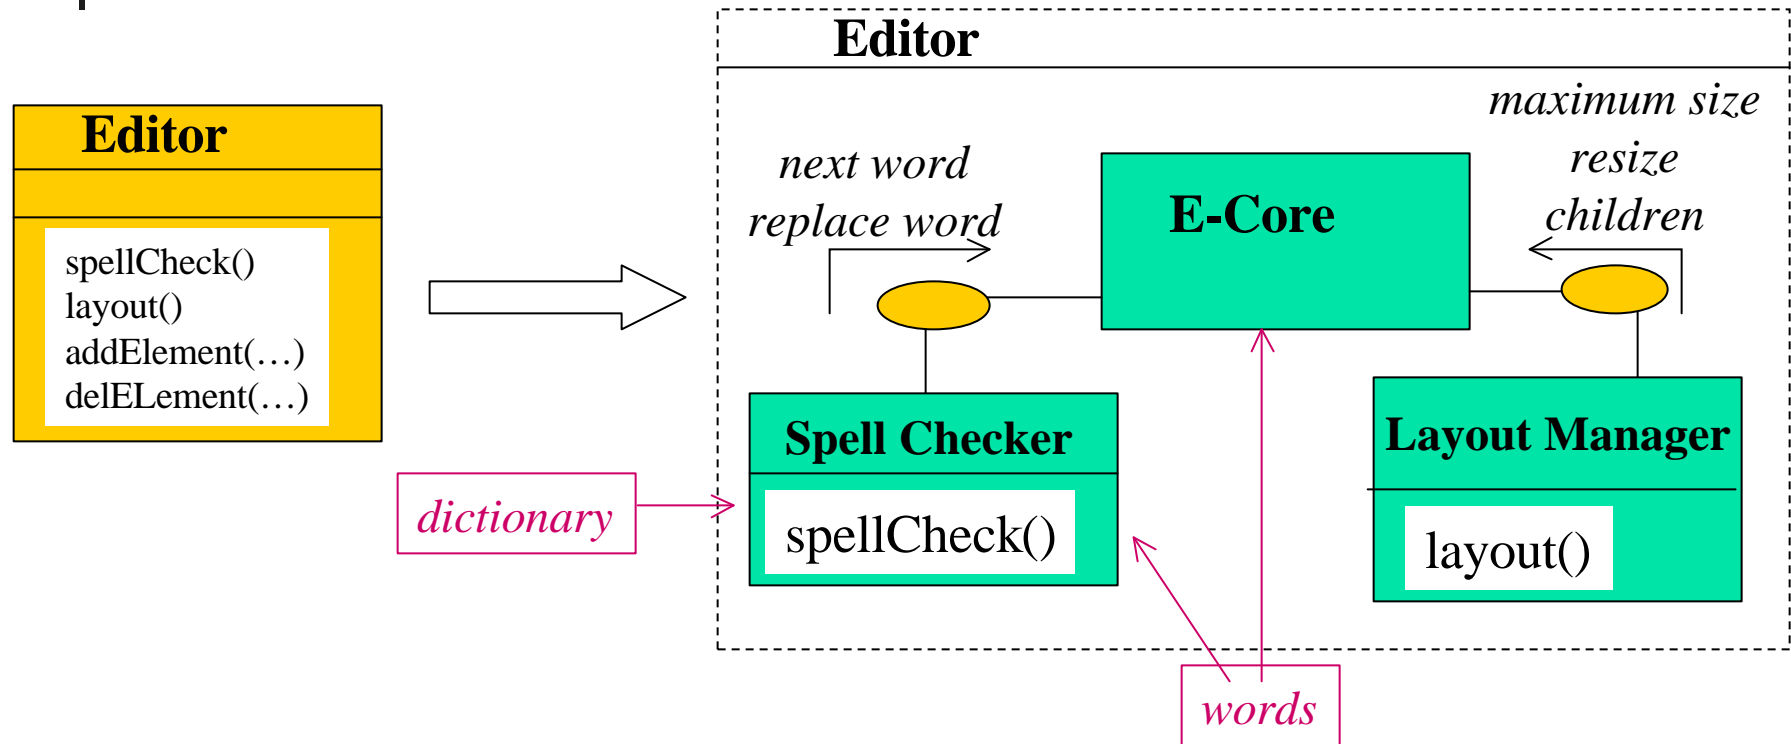 Editor
spellCheck()
layout()
addElement(…)
delELement(…)
Editor
next word
replace word
E-Core
maximum size
resize
children
Spell Checker
spellCheck()
Layout Manager
layout()
dictionary
words